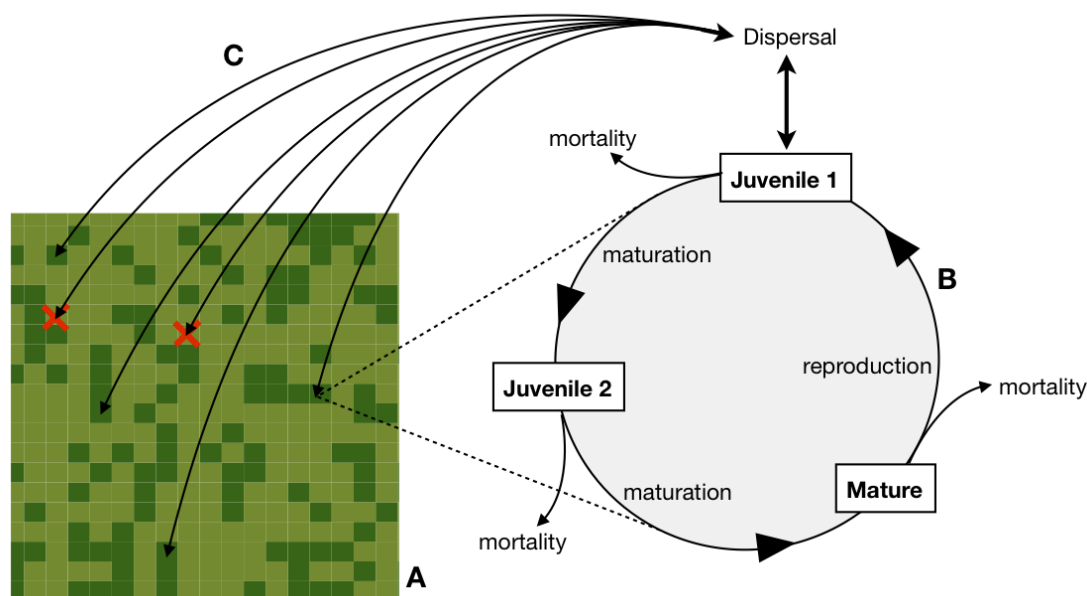 C
Dispersal
mortality
Juvenile 1
maturation
B
reproduction
Juvenile 2
mortality
Mature
maturation
mortality
A